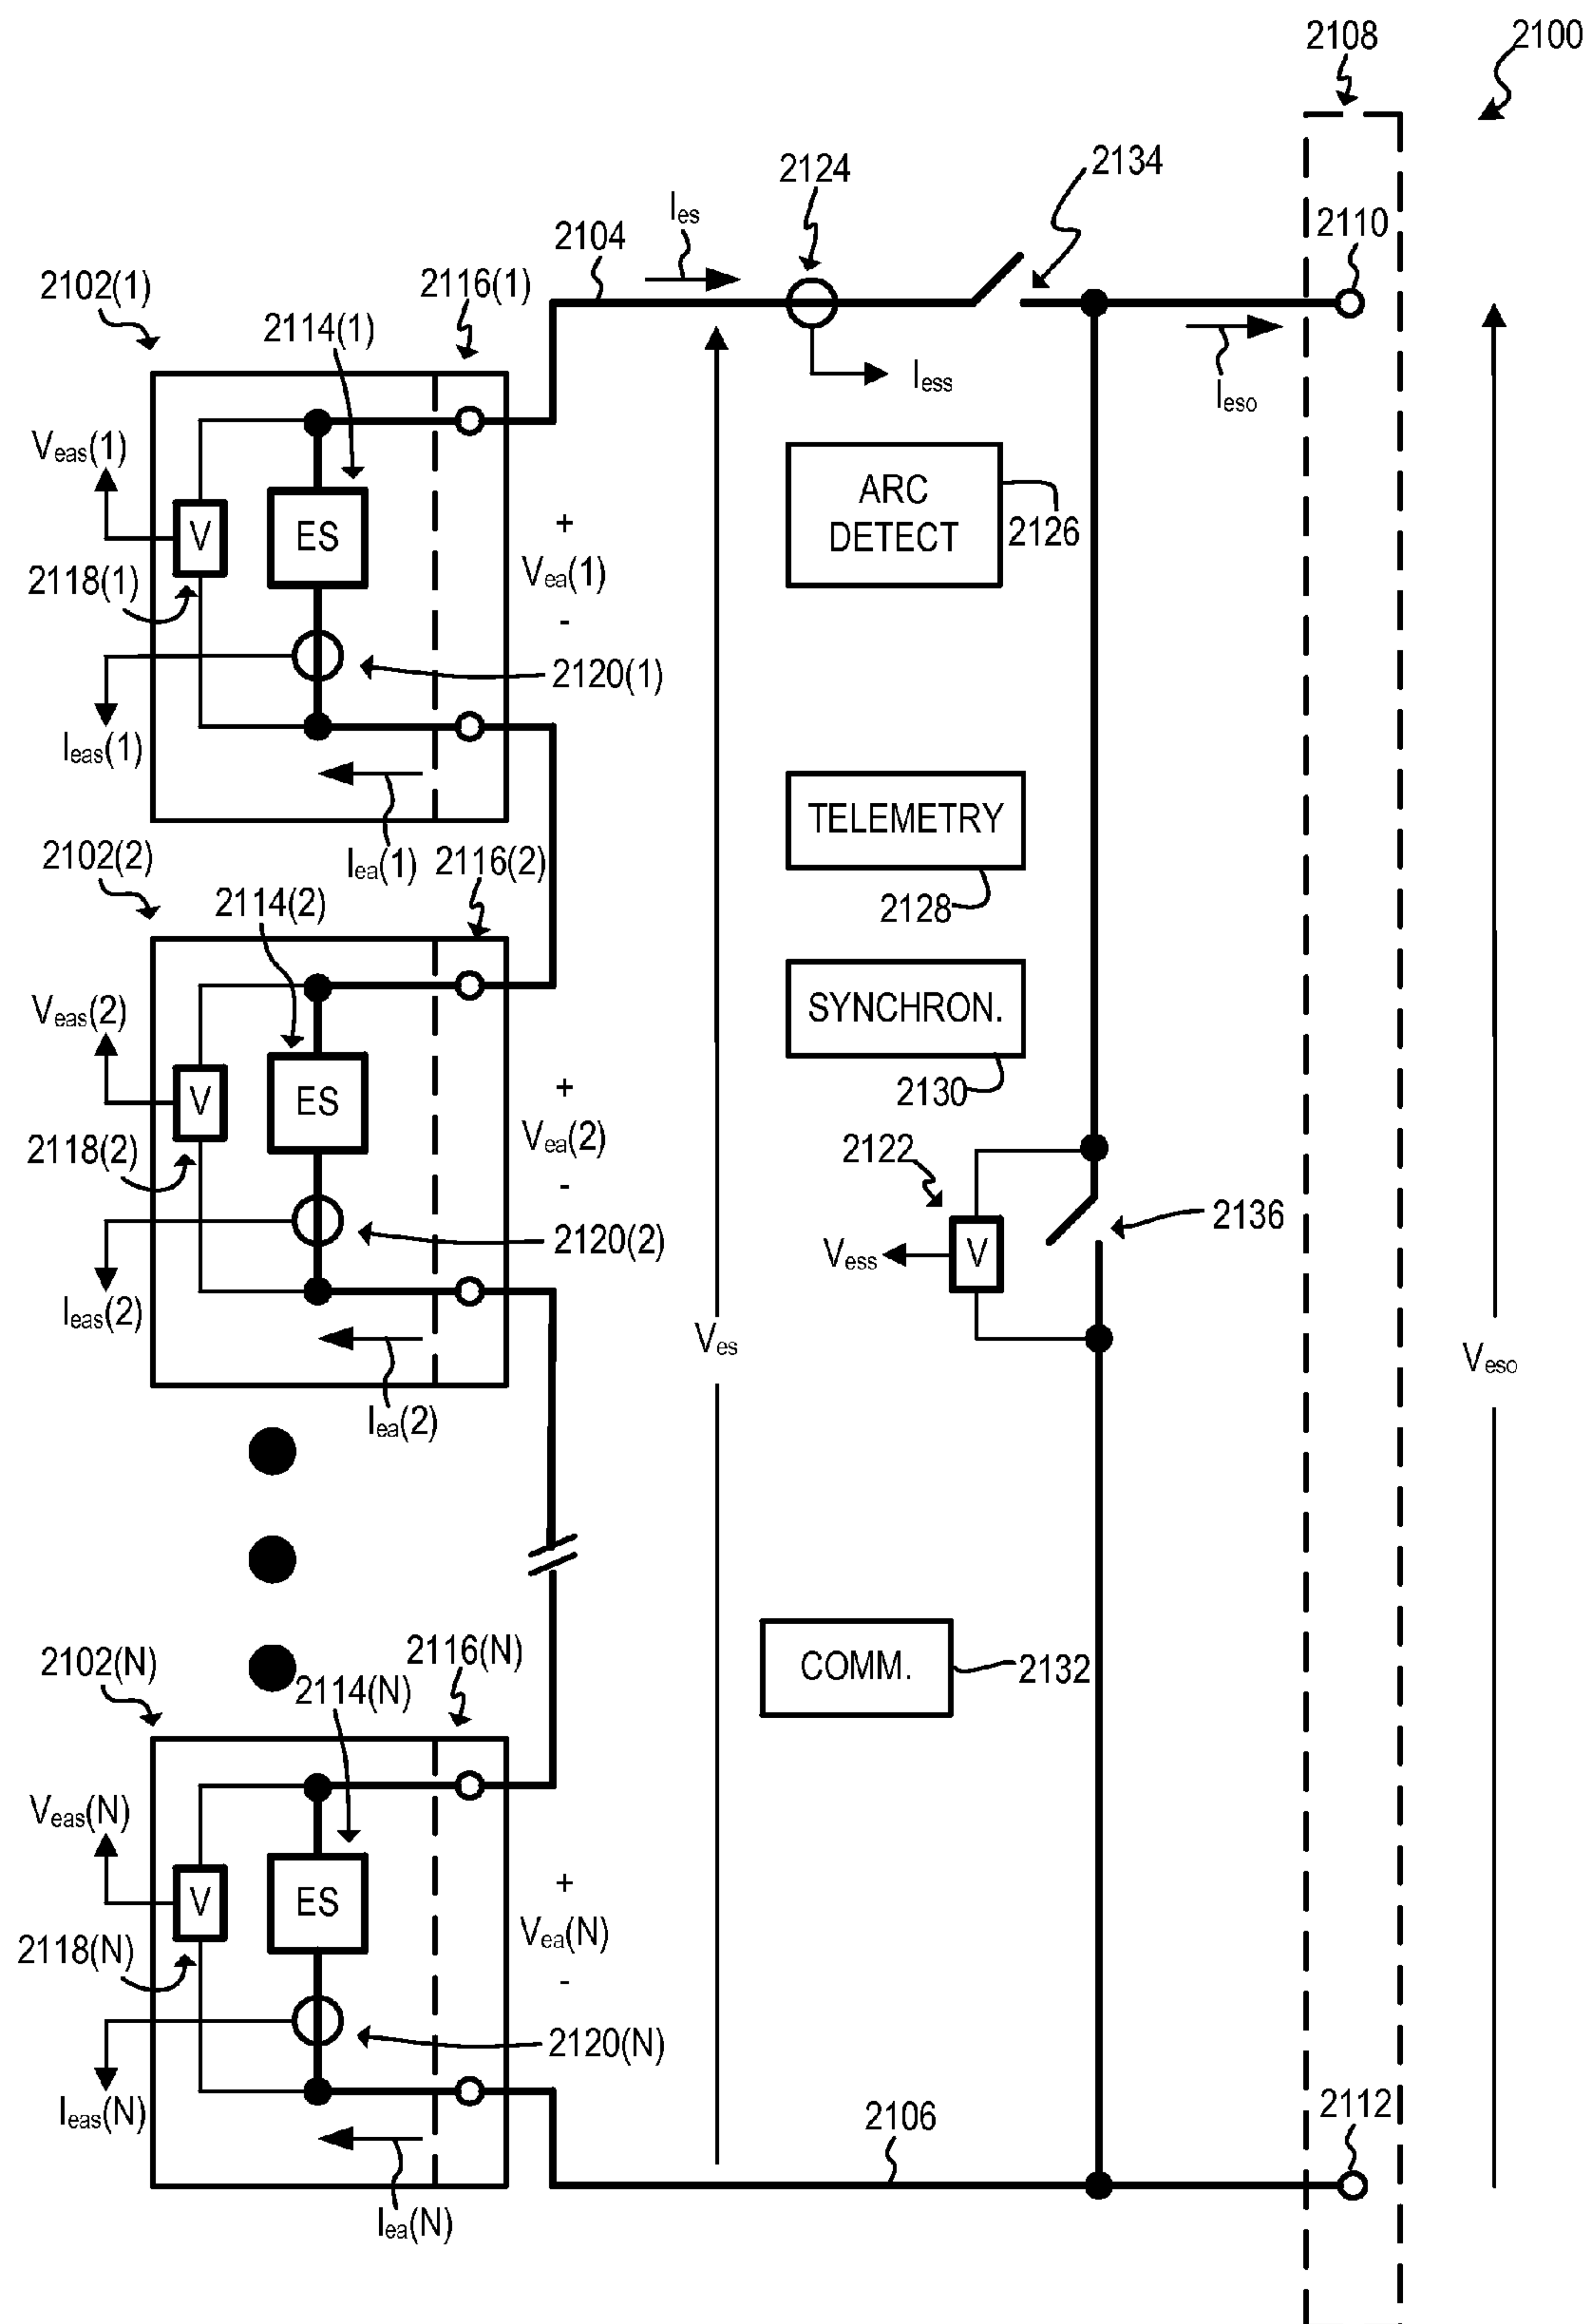 2108
2100
2124
2134
Ies
2110
2104
2102(1)
2116(1)
2114(1)
Iess
Ieso
Veas(1)
ARC
DETECT
V
ES
+
2126
Vea(1)
2118(1)
-
2120(1)
Ieas(1)
TELEMETRY
2102(2)
Iea(1)
2116(2)
2114(2)
2128
Veas(2)
SYNCHRON.
V
ES
+
2130
Vea(2)
2118(2)
2122
-
2136
2120(2)
Vess
V
Ieas(2)
Ves
Veso
Iea(2)
2102(N)
2116(N)
COMM.
2132
2114(N)
Veas(N)
V
ES
+
Vea(N)
2118(N)
-
2120(N)
Ieas(N)
2106
2112
Iea(N)